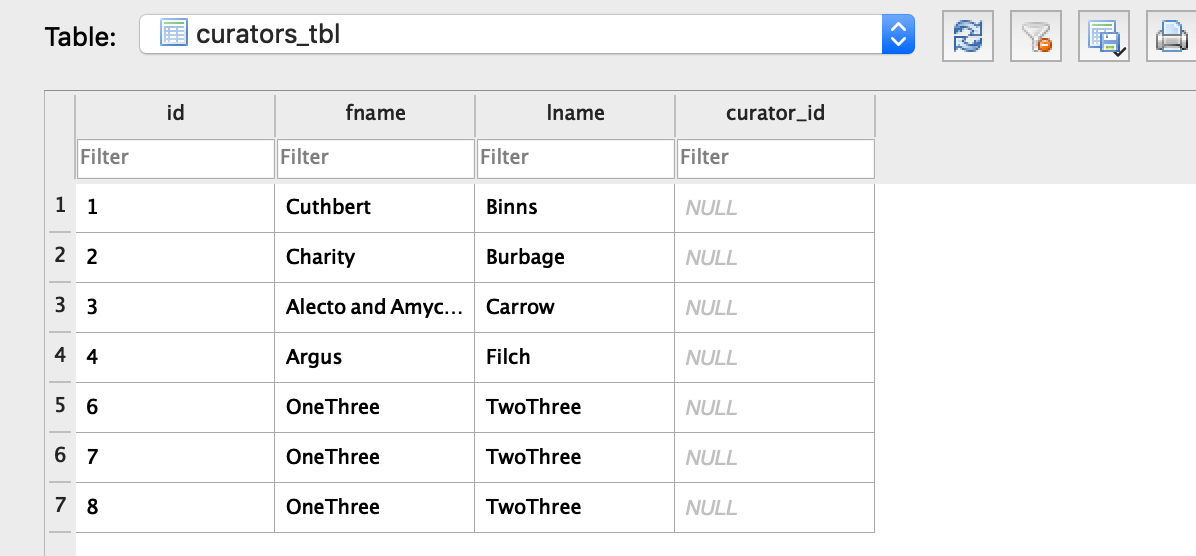 Table: curators_tbl
id fname lname curator_id
Filter Filter Filter Filter
1 1 Cuthbert Binns NULL
2 2 Charity Burbage NULL
3 3 Alecto and Amyc... Carrow NULL
4 4 Argus Filch NULL
5 6 OneThree TwoThree NULL
6 7 OneThree TwoThree NULL
7 8 OneThree TwoThree NULL